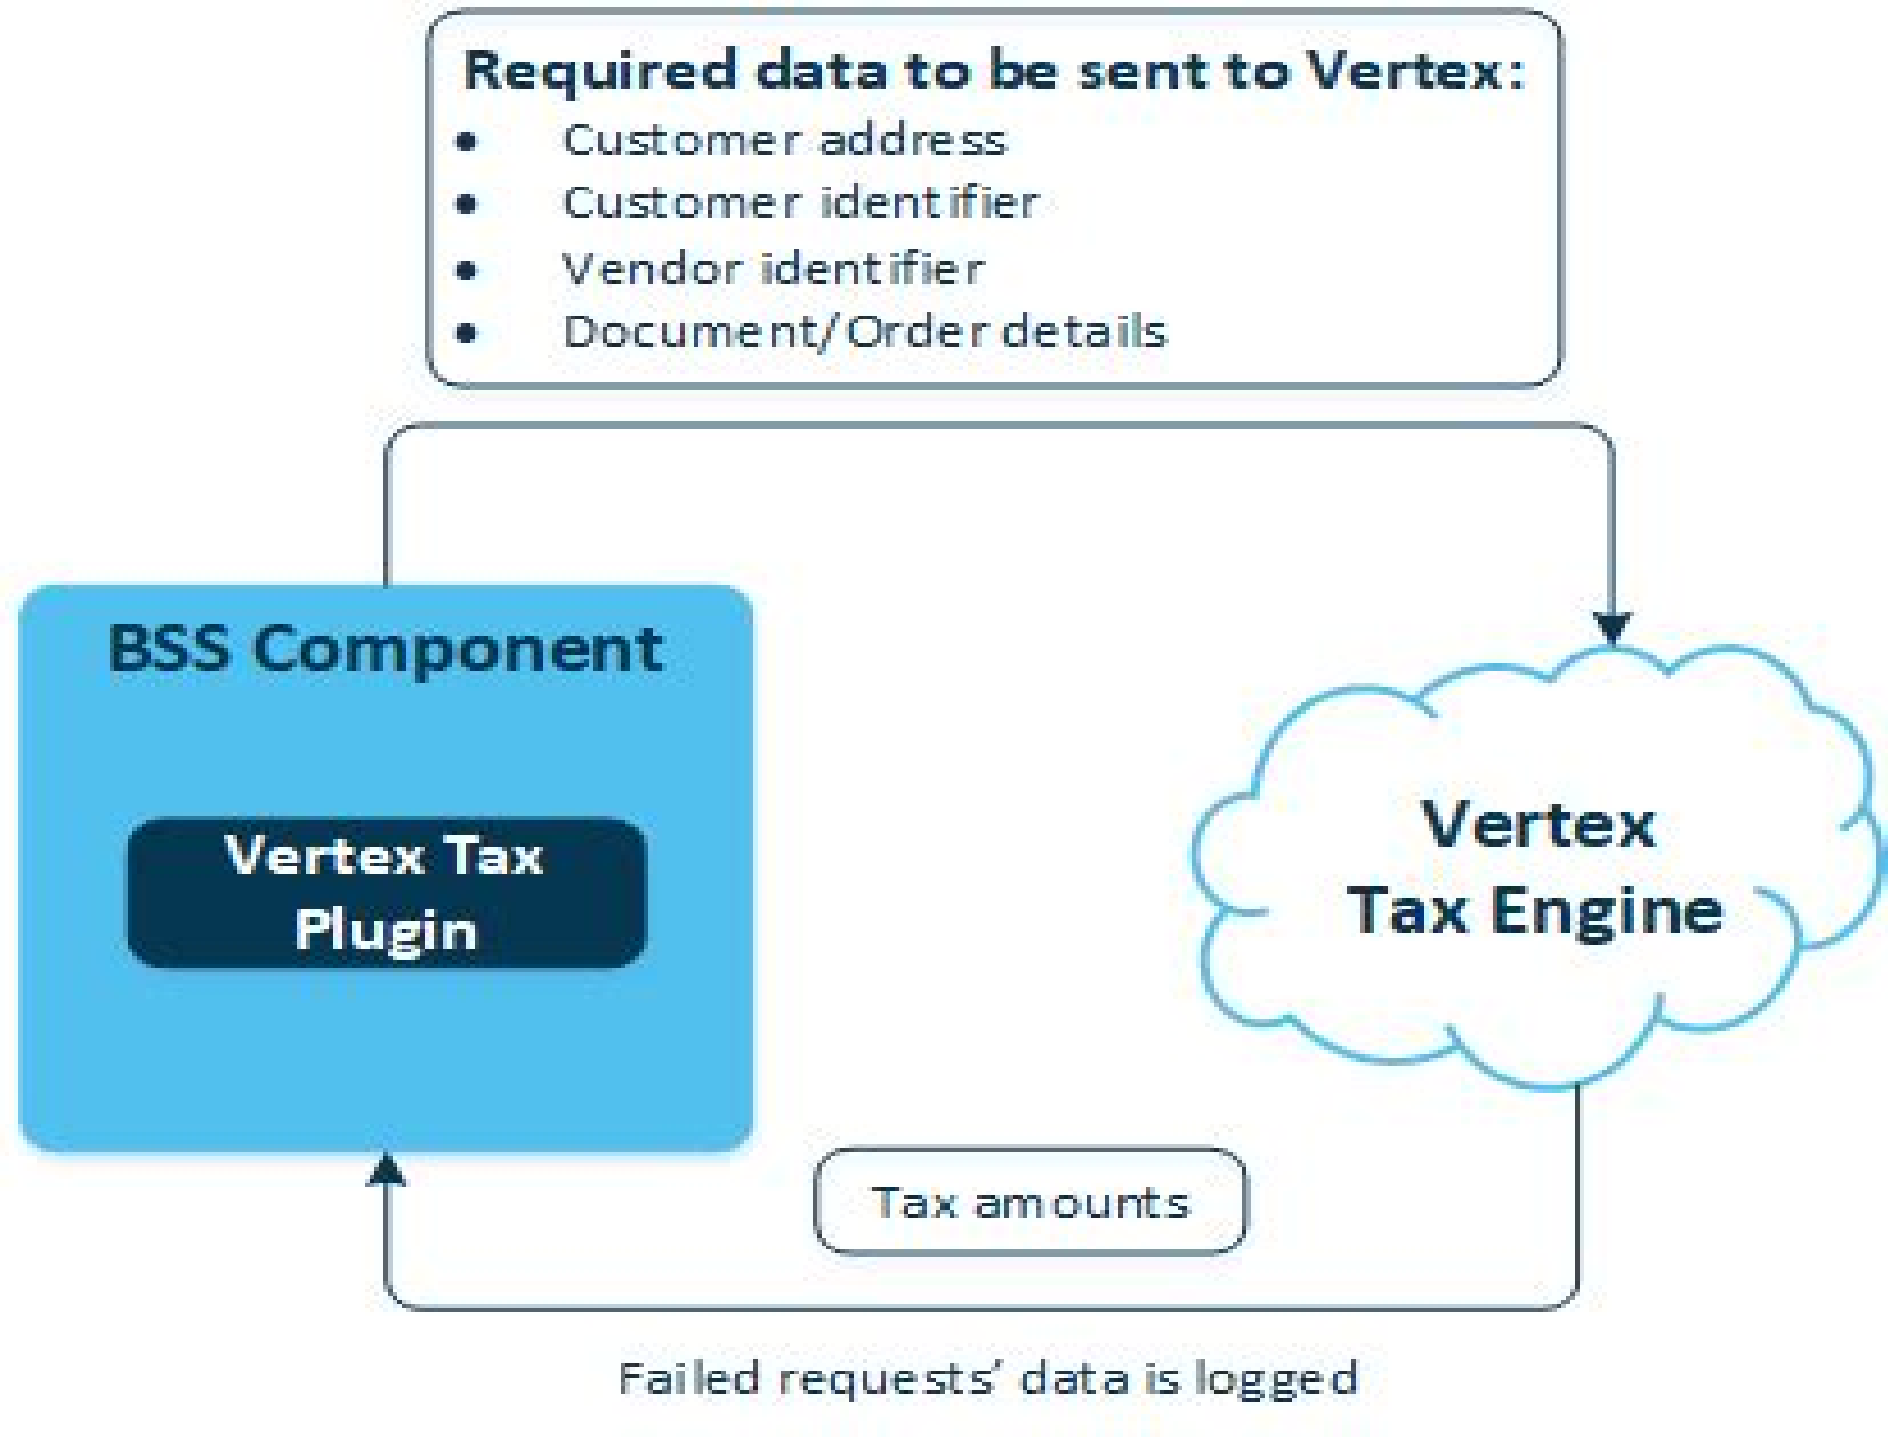 Required data to be sent to Vertex:
• Customer address
• Customer identifier
• Vendor identifier
• Document/Order details
BSS Component
Vertex Tax
Plugin
Vertex
Tax Engine
Tax amounts
Failed requests’ data is logged